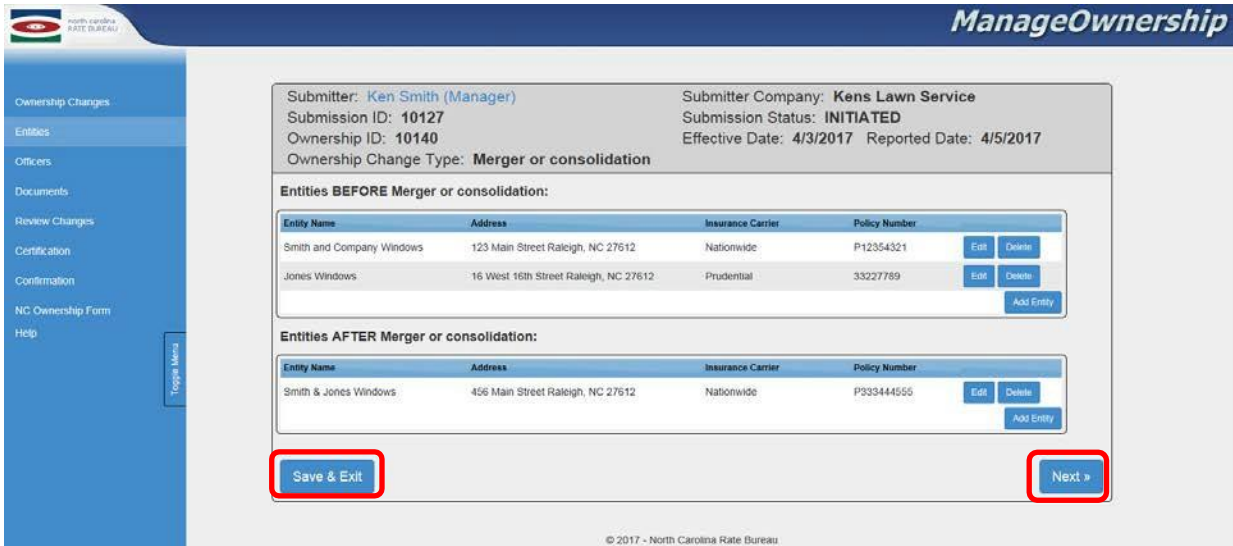 north carolina
RATE BUREAU
ManageOwnership
Ownership Changes
Entities
Officers
Documents
Review Changes
Certification
Confirmation
NC Ownership Form
Help
Toggle Menu
Submitter: Ken Smith (Manager) Submitter Company: Kens Lawn Service
Submission ID: 10127 Submission Status: INITIATED
Ownership ID: 10140 Effective Date: 4/3/2017 Reported Date: 4/5/2017
Ownership Change Type: Merger or consolidation
Entities BEFORE Merger or consolidation:
Entity Name Address Insurance Carrier Policy Number
Smith and Company Windows 123 Main Street Raleigh, NC 27612 Nationwide P12354321 Edit Delete
Jones Windows 16 West 16th Street Raleigh, NC 27612 Prudential 33227789 Edit Delete
Add Entity
Entities AFTER Merger or consolidation:
Entity Name Address Insurance Carrier Policy Number
Smith & Jones Windows 456 Main Street Raleigh, NC 27612 Nationwide P333444555 Edit Delete
Add Entity
Save & Exit Next »
© 2017 - North Carolina Rate Bureau